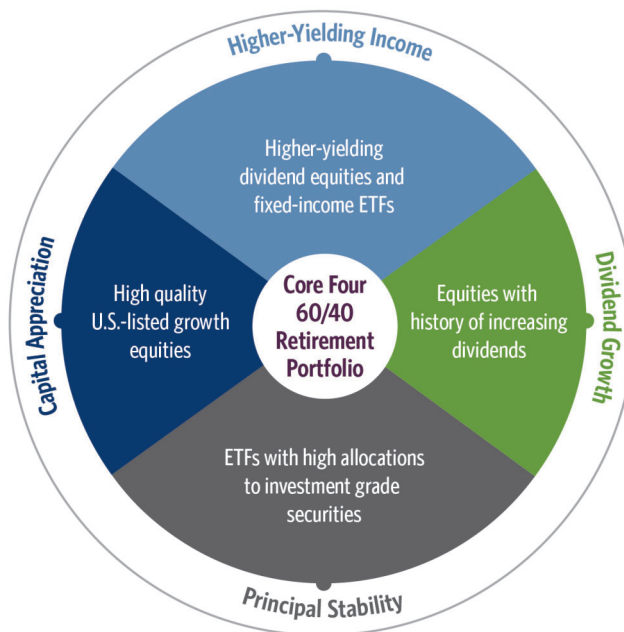 Higher-Yielding Income
Higher-yielding
dividend equities and
fixed-income ETFs
Capital Appreciation
High quality
U.S.-listed growth
equities
Core Four
60/40
Retirement
Portfolio
Equities with
history of increasing
dividends
Dividend Growth
ETFs with high allocations
to investment grade
securities
Principal Stability